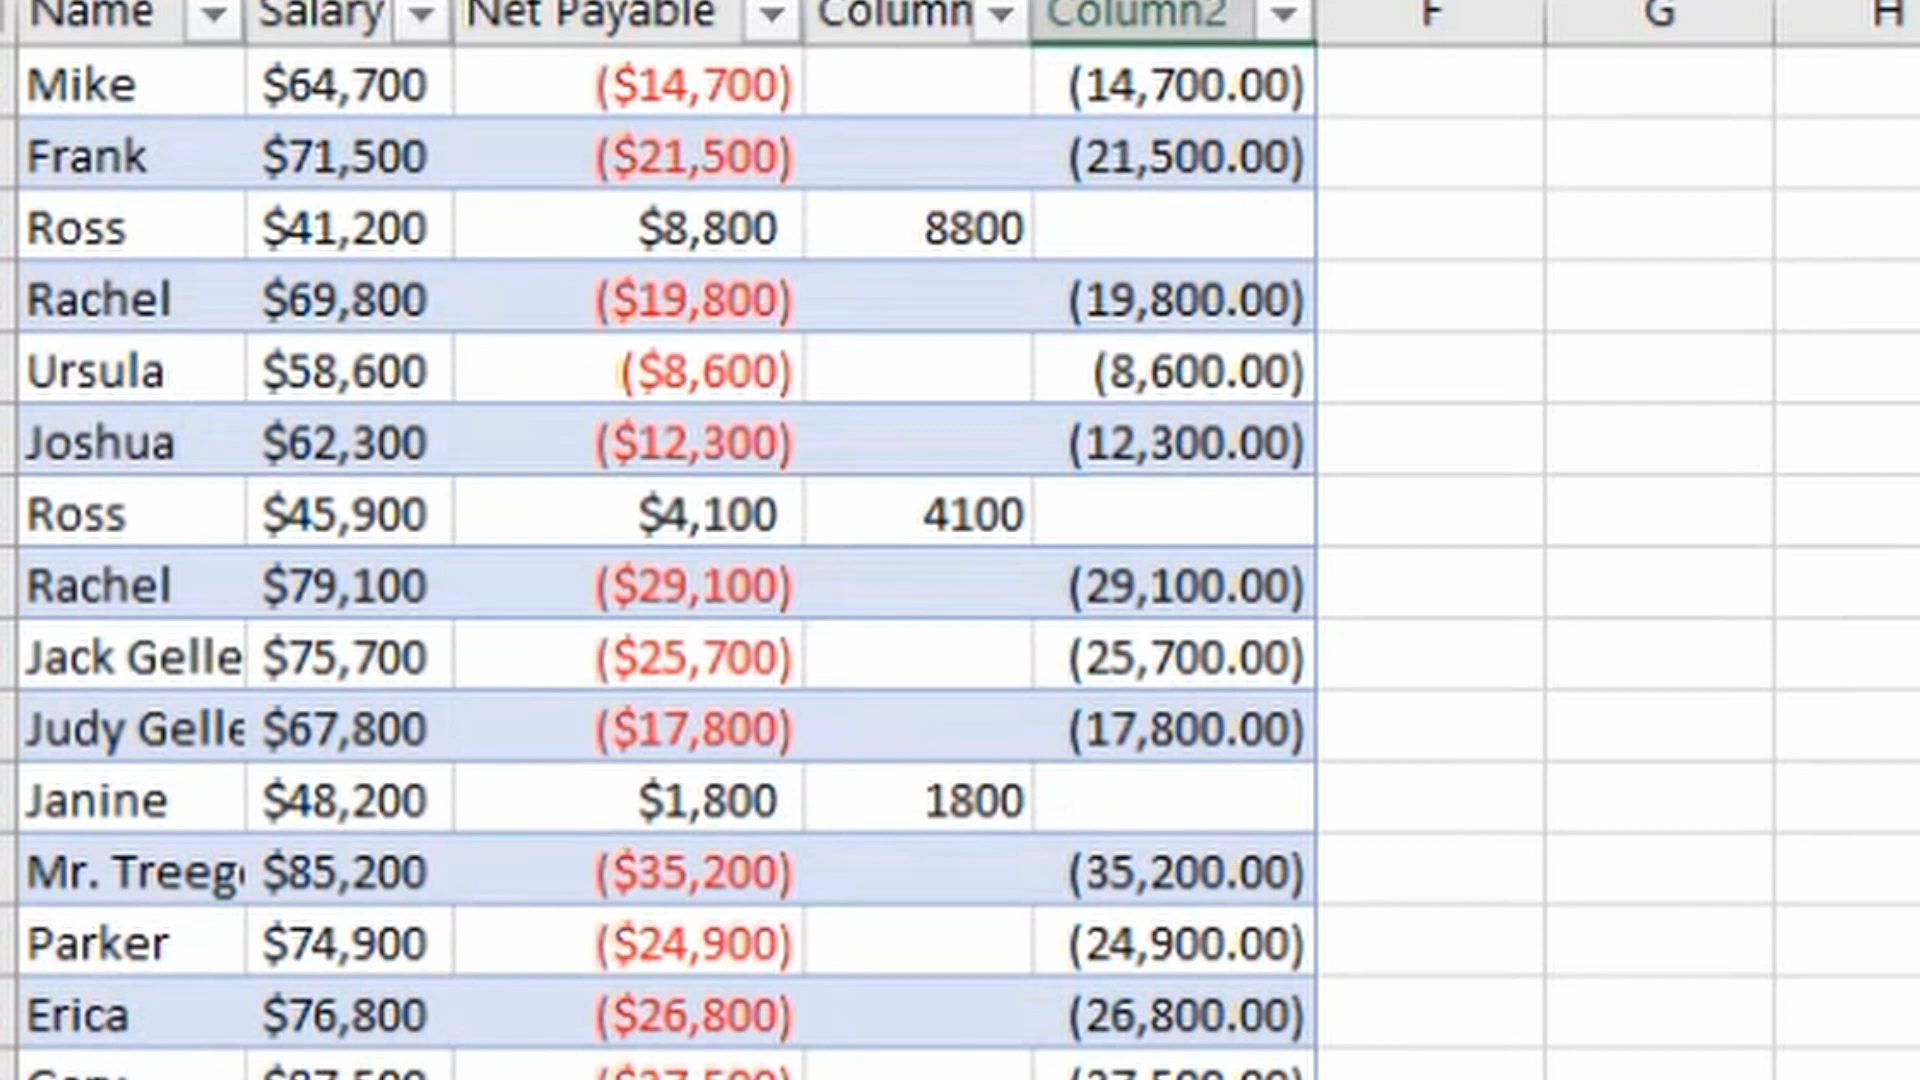 Name Salary Net Payable Column Column2 F G H
Mike $64,700 ($14,700) (14,700.00)
Frank $71,500 ($21,500) (21,500.00)
Ross $41,200 $8,800 8800
Rachel $69,800 ($19,800) (19,800.00)
Ursula $58,600 ($8,600) (8,600.00)
Joshua $62,300 ($12,300) (12,300.00)
Ross $45,900 $4,100 4100
Rachel $79,100 ($29,100) (29,100.00)
Jack Gelle $75,700 ($25,700) (25,700.00)
Judy Gelle $67,800 ($17,800) (17,800.00)
Janine $48,200 $1,800 1800
Mr. Treeg $85,200 ($35,200) (35,200.00)
Parker $74,900 ($24,900) (24,900.00)
Erica $76,800 ($26,800) (26,800.00)